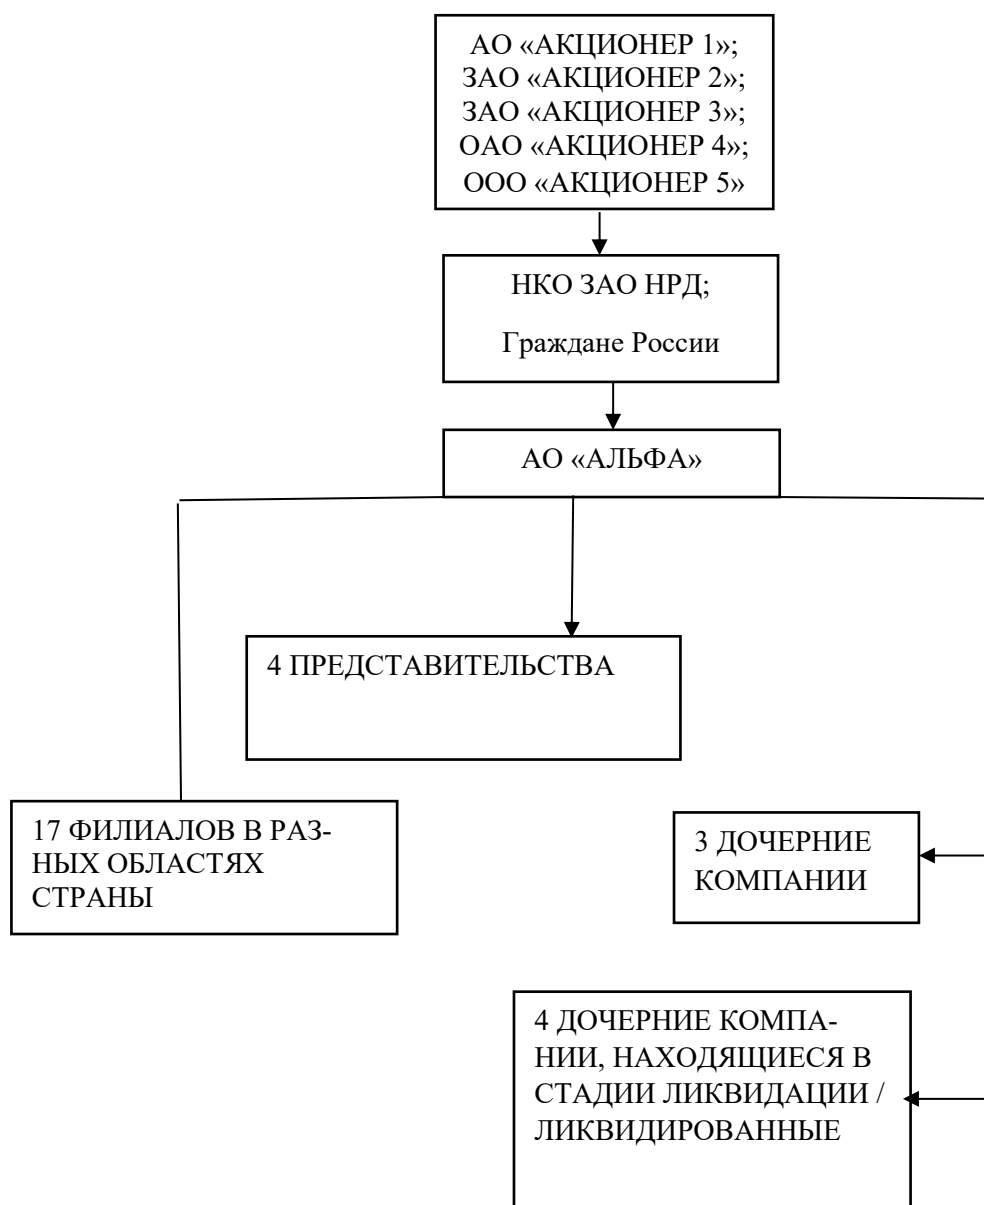 АО «АКЦИОНЕР 1»;
ЗАО «АКЦИОНЕР 2»;
ЗАО «АКЦИОНЕР 3»;
ОАО «АКЦИОНЕР 4»;
ООО «АКЦИОНЕР 5»
НКО ЗАО НРД;
Граждане России
АО «АЛЬФА»
4 ПРЕДСТАВИТЕЛЬСТВА
17 ФИЛИАЛОВ В РАЗ-
НЫХ ОБЛАСТЯХ
СТРАНЫ
3 ДОЧЕРНИЕ
КОМПАНИИ
4 ДОЧЕРНИЕ КОМПА-
НИИ, НАХОДЯЩИЕСЯ В
СТАДИИ ЛИКВИДАЦИИ /
ЛИКВИДИРОВАННЫЕ